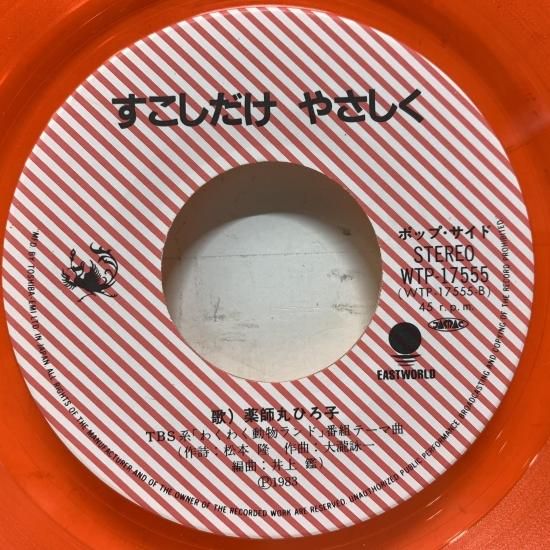 すこしだけ やさしく
ポップ・サイド
STEREO
WTP-17555
(WTP-17555-B)
45 r.p.m.
EASTWORLD
歌) 薬師丸ひろ子
TBS系「わくわく動物ランド」番組テーマ曲
(作詩:松本 隆 作曲:大瀧詠一
編曲:井上 鑑)
Ⓟ1983
MFD BY TOSHIBA-EMI LTD. IN JAPAN ALL RIGHTS OF THE MANUFACTURER AND OF THE OWNER OF THE RECORDED WORK ARE RESERVED. UNAUTHORIZED PUBLIC PERFORMANCE BROADCASTING AND COPYING OF THE RECORD PROHIBITED.